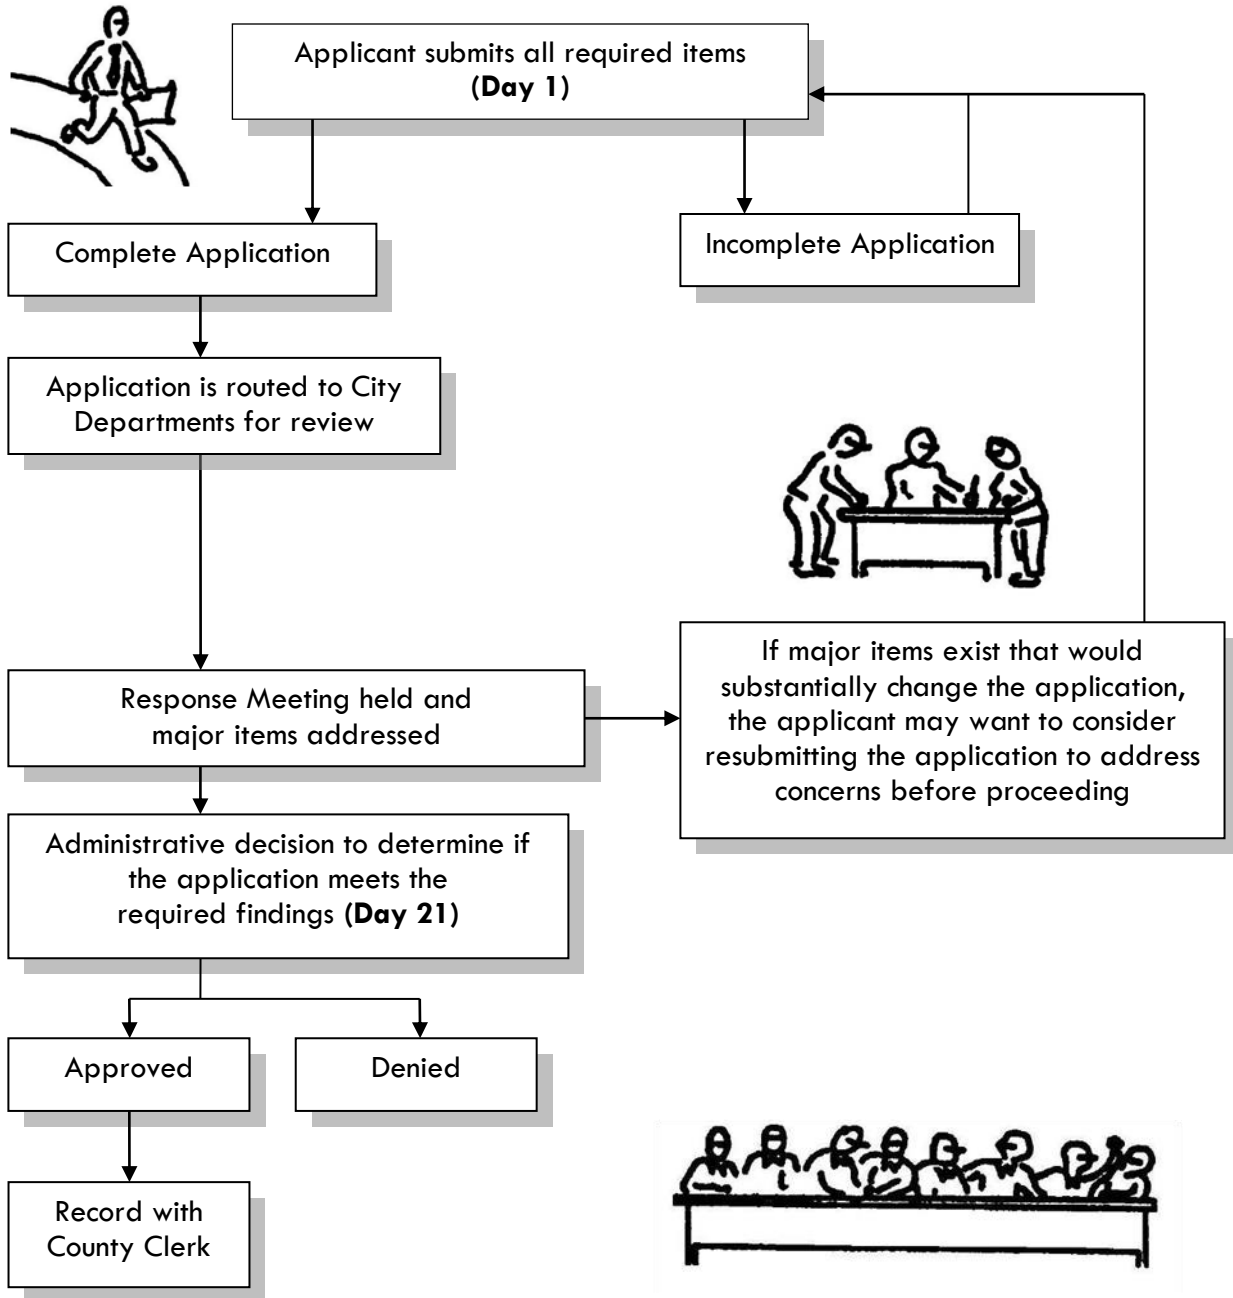 Applicant submits all required items
(Day 1)
Complete Application
Incomplete Application
Application is routed to City
Departments for review
Response Meeting held and
major items addressed
If major items exist that would
substantially change the application,
the applicant may want to consider
resubmitting the application to address
concerns before proceeding
Administrative decision to determine if
the application meets the
required findings (Day 21)
Approved
Denied
Record with
County Clerk